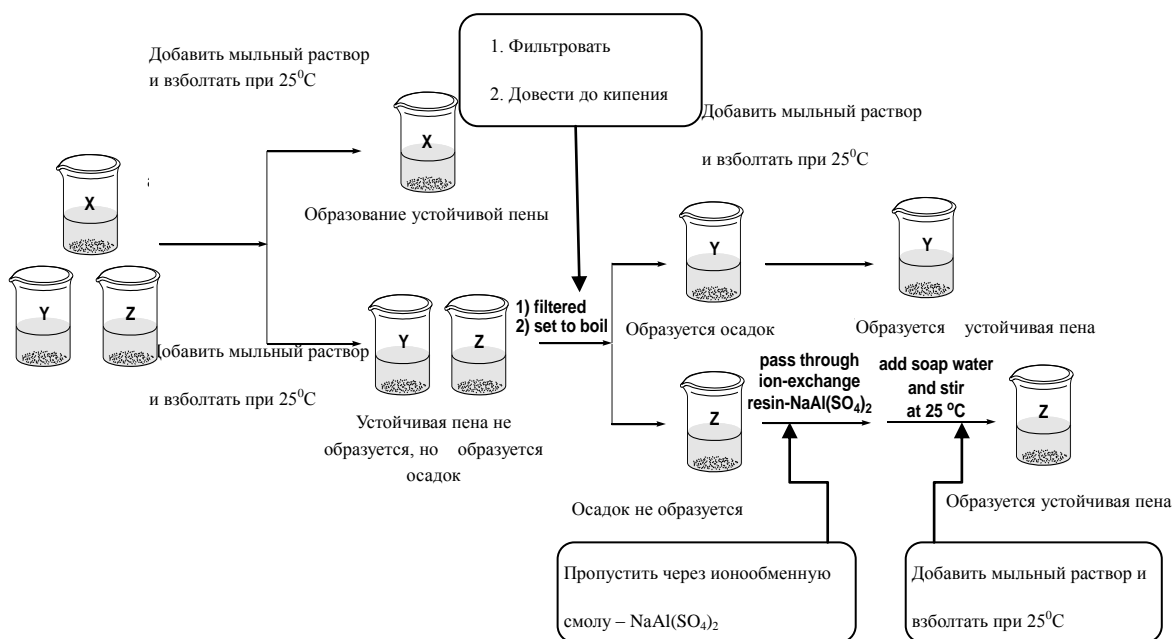 Добавить мыльный раствор
и взболтать при 25⁰С
1. Фильтровать
2. Довести до кипения
Добавить мыльный раствор
и взболтать при 25⁰С
X
X
Образование устойчивой пены
Y
Z
Добавить мыльный раствор
и взболтать при 25⁰С
Y
Z
Устойчивая пена не
образуется, но образуется
осадок
1) filtered
2) set to boil
Y
Образуется осадок
Y
Образуется устойчивая пена
Z
Осадок не образуется
pass through
ion-exchange
resin-NaAl(SO₄)₂
add soap water
and stir
at 25 ⁰C
Z
Образуется устойчивая пена
Пропустить через ионообменную
смолу – NaAl(SO₄)₂
Добавить мыльный раствор и
взболтать при 25⁰С